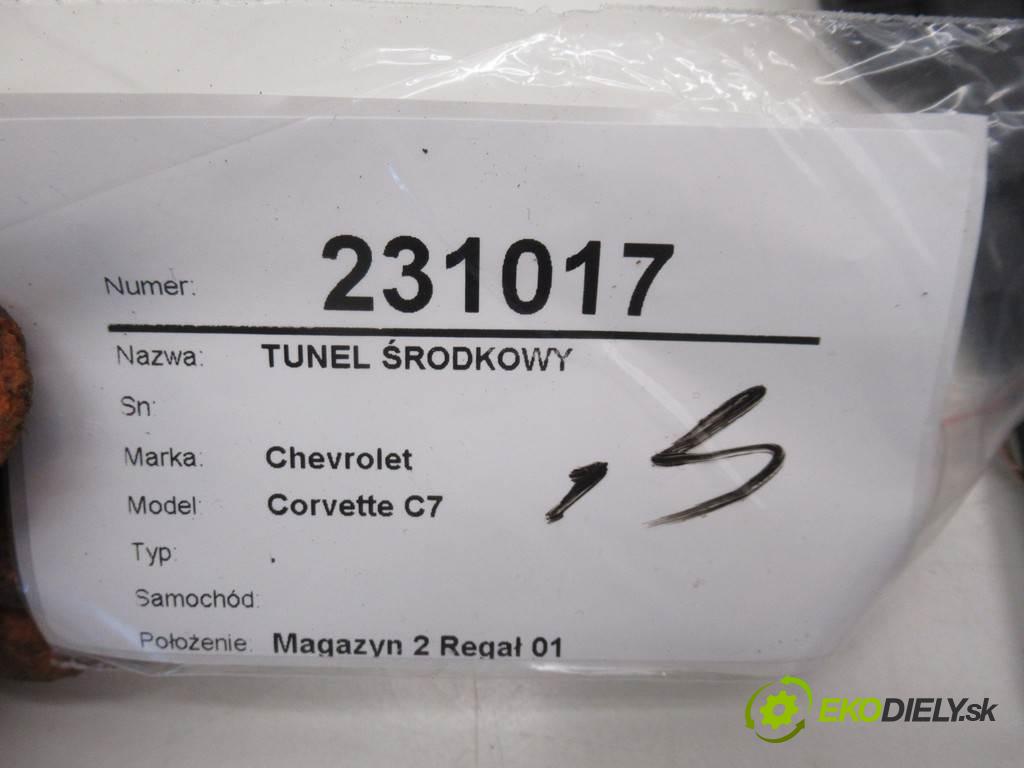 Numer: 231017
Nazwa: TUNEL ŚRODKOWY
Sn:
Marka: Chevrolet
Model: Corvette C7
Typ: .
Samochód:
Położenie: Magazyn 2 Regał 01
EKODIELY.sk